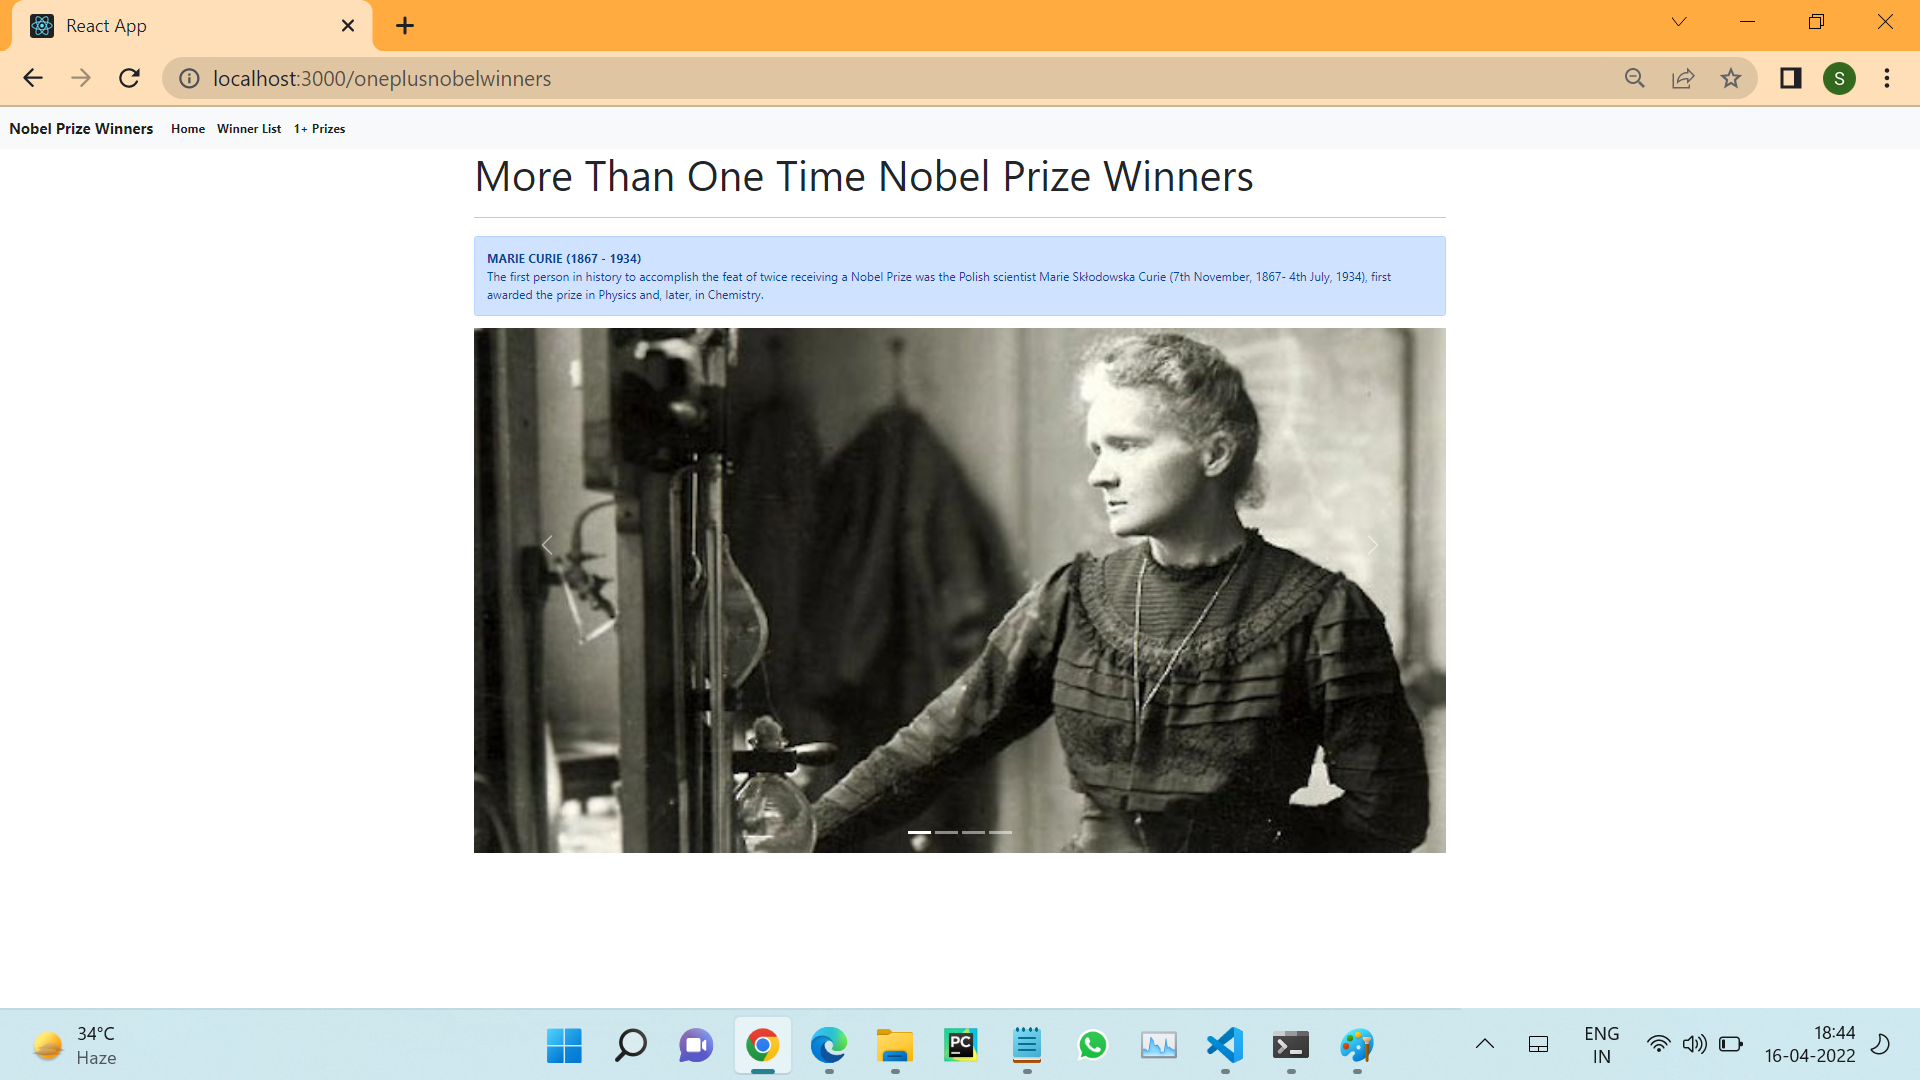 React App
localhost:3000/oneplusnobelwinners
S
Nobel Prize Winners Home Winner List 1+ Prizes
More Than One Time Nobel Prize Winners
MARIE CURIE (1867 - 1934)
The first person in history to accomplish the feat of twice receiving a Nobel Prize was the Polish scientist Marie Skłodowska Curie (7th November, 1867- 4th July, 1934), first
awarded the prize in Physics and, later, in Chemistry.
34°C
Haze
PC
ENG
IN
18:44
16-04-2022